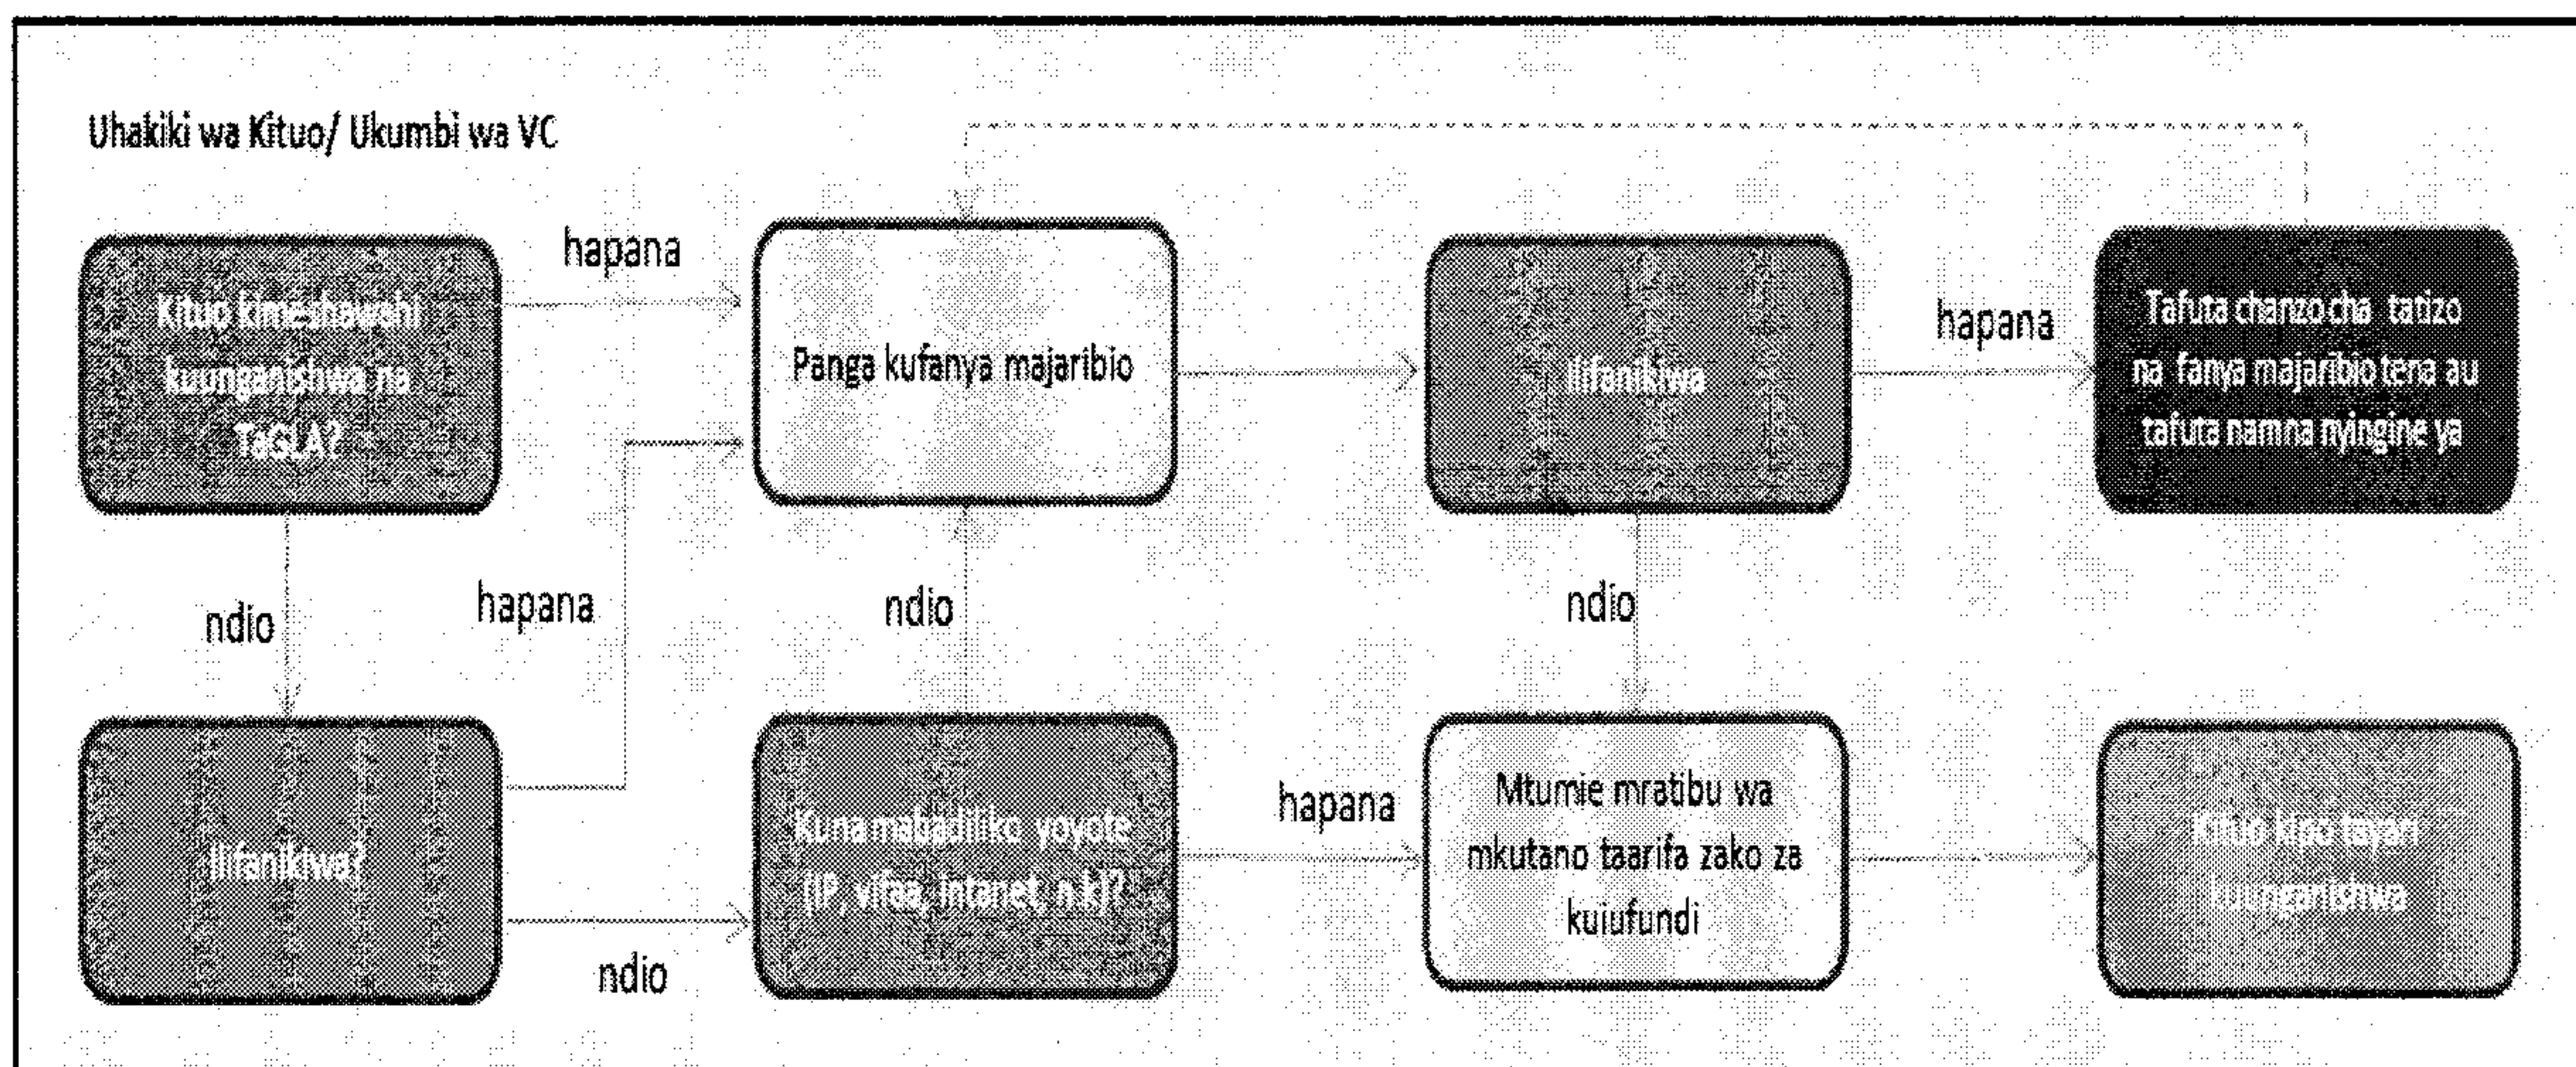 Uhakiki wa Kituo/ Ukumbi wa VC
Kituo kimeshawahi
kuunganishwa na
TaGLA?
hapana
Panga kufanya majaribio
Ilifanikiwa
hapana
Tafuta chanzo cha tatizo
na fanya majaribio tena au
tafuta namna nyingine ya
ndio
hapana
ndio
ndio
Ilifanikiwa?
ndio
Kuna mabadiliko yoyote
(IP, vifaa, intanet, n.k)?
hapana
Mtumie mratibu wa
mkutano taarifa zako za
kuiufundi
Kituo kipo tayari
kuunganishwa